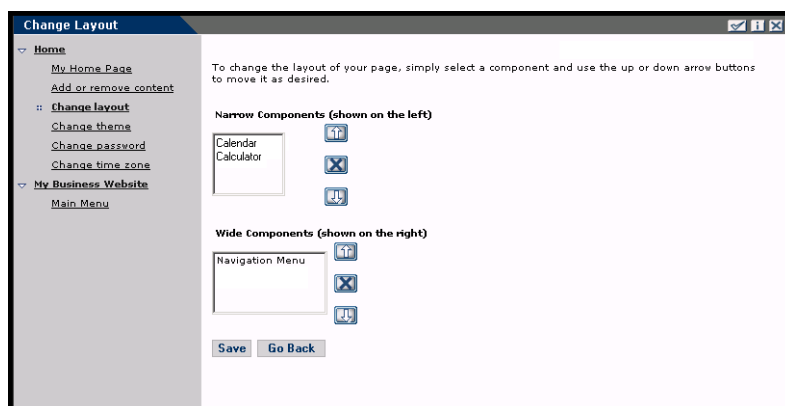 Change Layout
Home
My Home Page
Add or remove content
Change layout
Change theme
Change password
Change time zone
My Business Website
Main Menu
To change the layout of your page, simply select a component and use the up or down arrow buttons
to move it as desired.
Narrow Components (shown on the left)
Calendar
Calculator
Wide Components (shown on the right)
Navigation Menu
Save Go Back